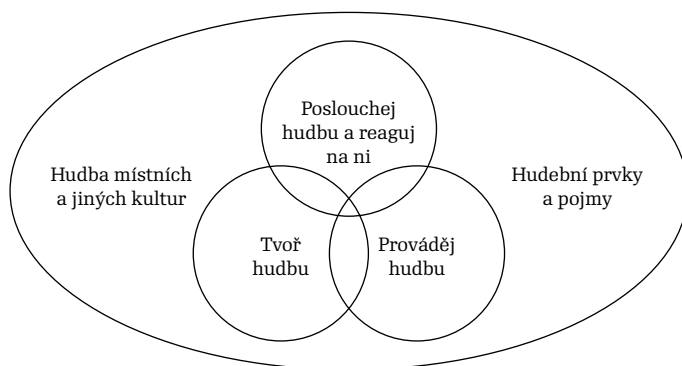 Poslouchej
hudbu a reaguj
na ni
Hudba místních
a jiných kultur
Hudební prvky
a pojmy
Tvoř
hudbu
Prováděj
hudbu